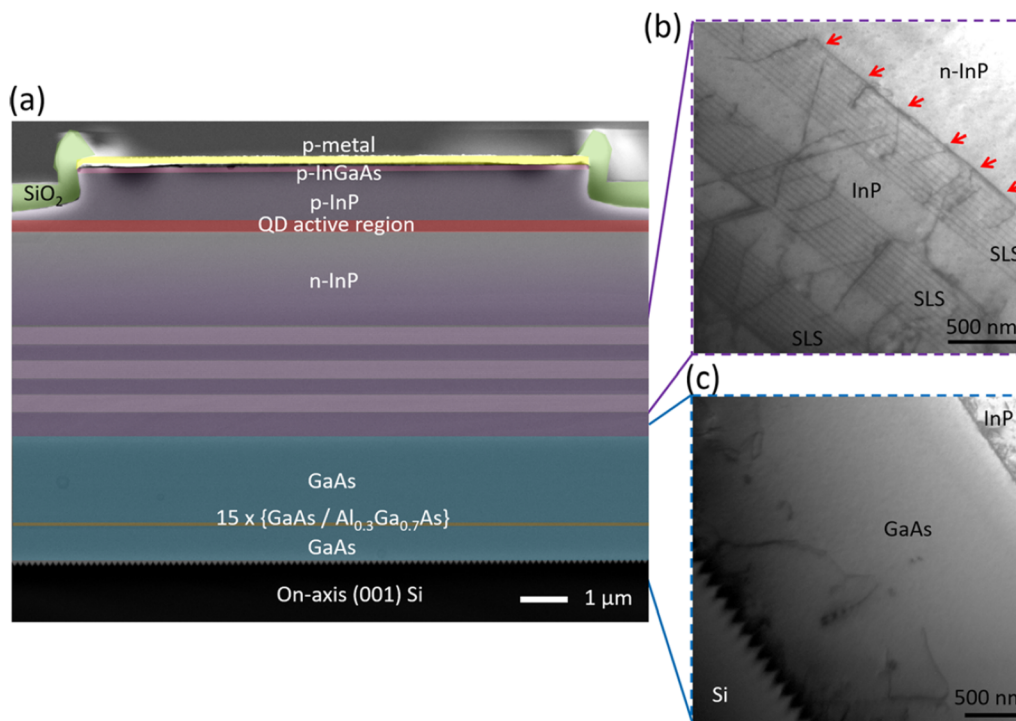 (a)
p-metal
p-InGaAs
SiO₂
p-InP
QD active region
n-InP
GaAs
15 x {GaAs / Al₀.₃Ga₀.₇As}
GaAs
On-axis (001) Si
1 μm
(b)
n-InP
InP
SLS
SLS
SLS
500 nm
(c)
InP
GaAs
Si
500 nm